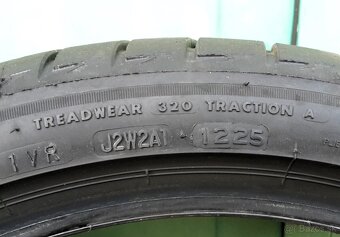 TREADWEAR 320 TRACTION A
1VR J2W2A1 1225